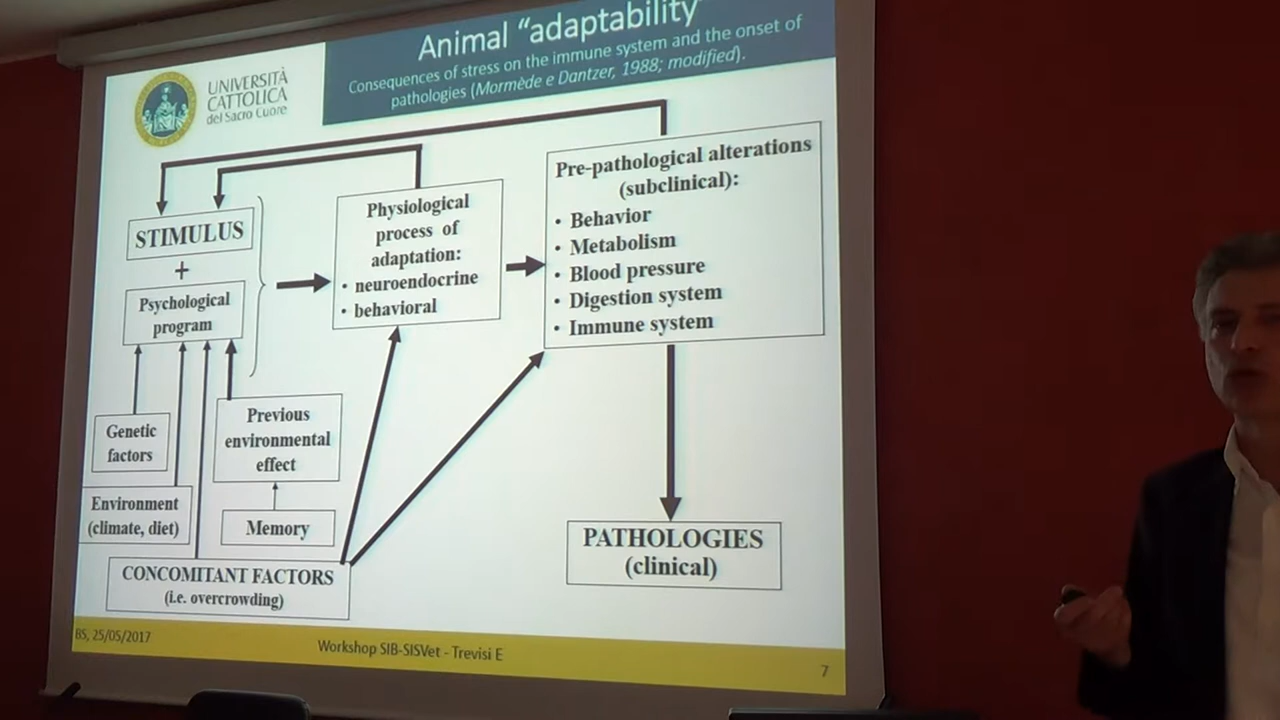 Animal “adaptability”
Consequences of stress on the immune system and the onset of
pathologies (Mormède e Dantzer, 1988; modified).
UNIVERSITÀ
CATTOLICA
del Sacro Cuore
STIMULUS
+
Psychological
program
Physiological
process of
adaptation:
• neuroendocrine
• behavioral
Pre-pathological alterations
(subclinical):
• Behavior
• Metabolism
• Blood pressure
• Digestion system
• Immune system
Genetic
factors
Previous
environmental
effect
Environment
(climate, diet)
Memory
CONCOMITANT FACTORS
(i.e. overcrowding)
PATHOLOGIES
(clinical)
BS, 25/05/2017
Workshop SIB-SISVet - Trevisi E
7